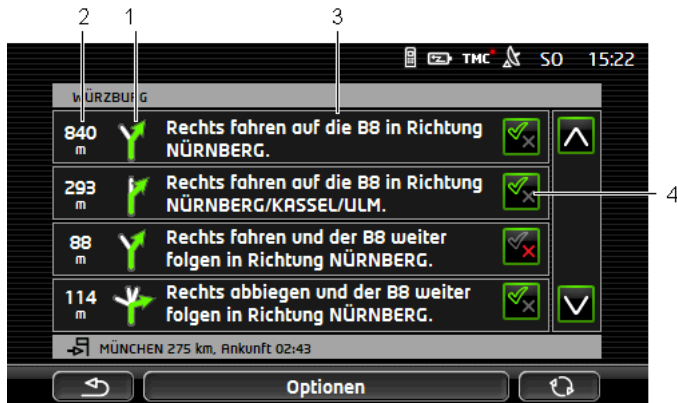 2 1 3
TMC SO 15:22
WÜRZBURG
840 m
Rechts fahren auf die B8 in Richtung
NÜRNBERG.
293 m
Rechts fahren auf die B8 in Richtung
NÜRNBERG/KASSEL/ULM.
4
88 m
Rechts fahren und der B8 weiter
folgen in Richtung NÜRNBERG.
114 m
Rechts abbiegen und der B8 weiter
folgen in Richtung NÜRNBERG.
MÜNCHEN 275 km, Ankunft 02:43
Optionen